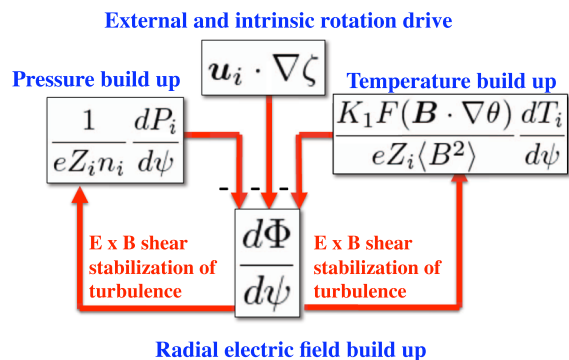 External and intrinsic rotation drive
u_i · ∇ζ
Pressure build up
Temperature build up
1/(eZ_i n_i) dP_i/dψ
K_1 F(B · ∇θ)/(eZ_i⟨B²⟩) dT_i/dψ
- - -
dΦ/dψ
E x B shear
stabilization of
turbulence
E x B shear
stabilization of
turbulence
Radial electric field build up